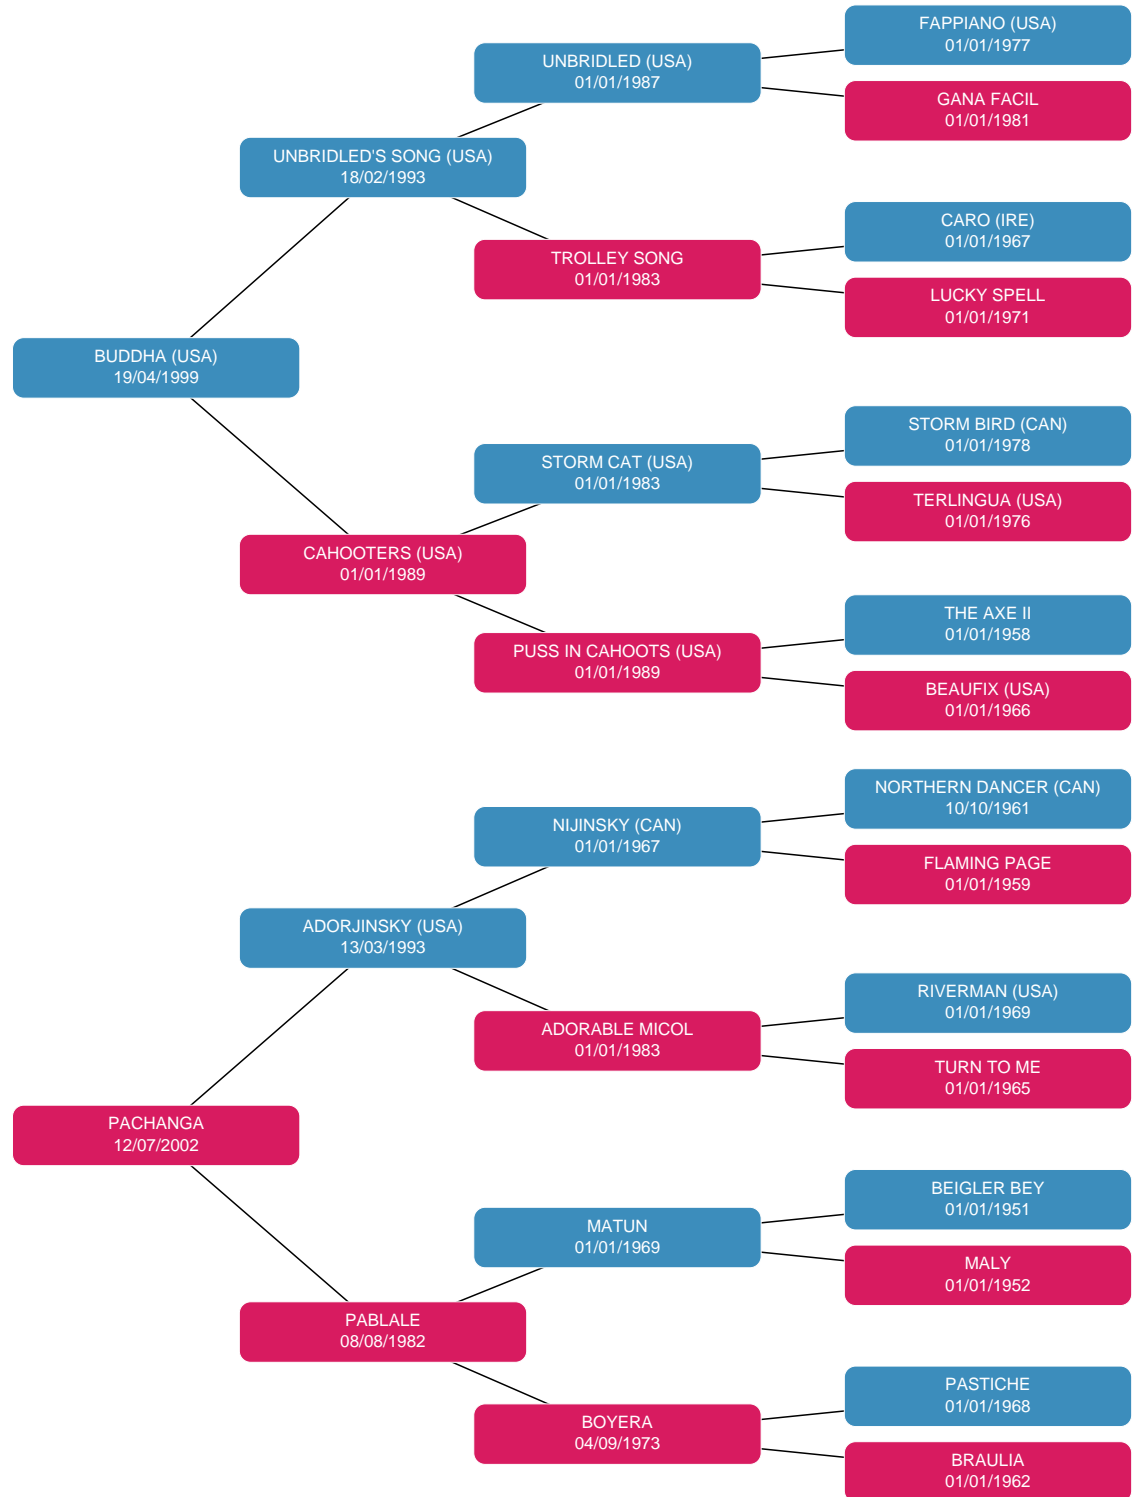 FAPPIANO (USA)
01/01/1977
UNBRIDLED (USA)
01/01/1987
GANA FACIL
01/01/1981
UNBRIDLED'S SONG (USA)
18/02/1993
CARO (IRE)
01/01/1967
TROLLEY SONG
01/01/1983
LUCKY SPELL
01/01/1971
BUDDHA (USA)
19/04/1999
STORM BIRD (CAN)
01/01/1978
STORM CAT (USA)
01/01/1983
TERLINGUA (USA)
01/01/1976
CAHOOTERS (USA)
01/01/1989
THE AXE II
01/01/1958
PUSS IN CAHOOTS (USA)
01/01/1989
BEAUFIX (USA)
01/01/1966
NORTHERN DANCER (CAN)
10/10/1961
NIJINSKY (CAN)
01/01/1967
FLAMING PAGE
01/01/1959
ADORJINSKY (USA)
13/03/1993
RIVERMAN (USA)
01/01/1969
ADORABLE MICOL
01/01/1983
TURN TO ME
01/01/1965
PACHANGA
12/07/2002
BEIGLER BEY
01/01/1951
MATUN
01/01/1969
MALY
01/01/1952
PABLALE
08/08/1982
PASTICHE
01/01/1968
BOYERA
04/09/1973
BRAULIA
01/01/1962